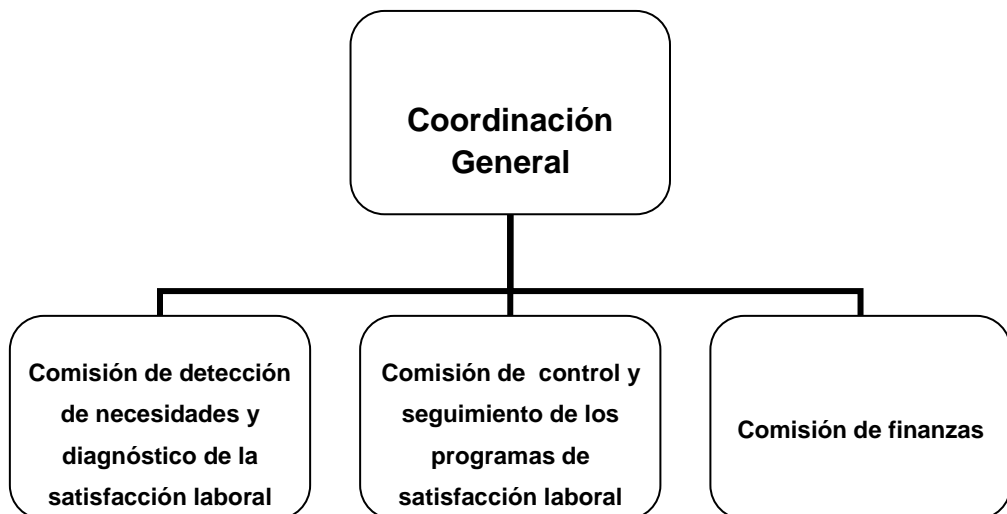 Coordinación
General
Comisión de detección
de necesidades y
diagnóstico de la
satisfacción laboral
Comisión de control y
seguimiento de los
programas de
satisfacción laboral
Comisión de finanzas